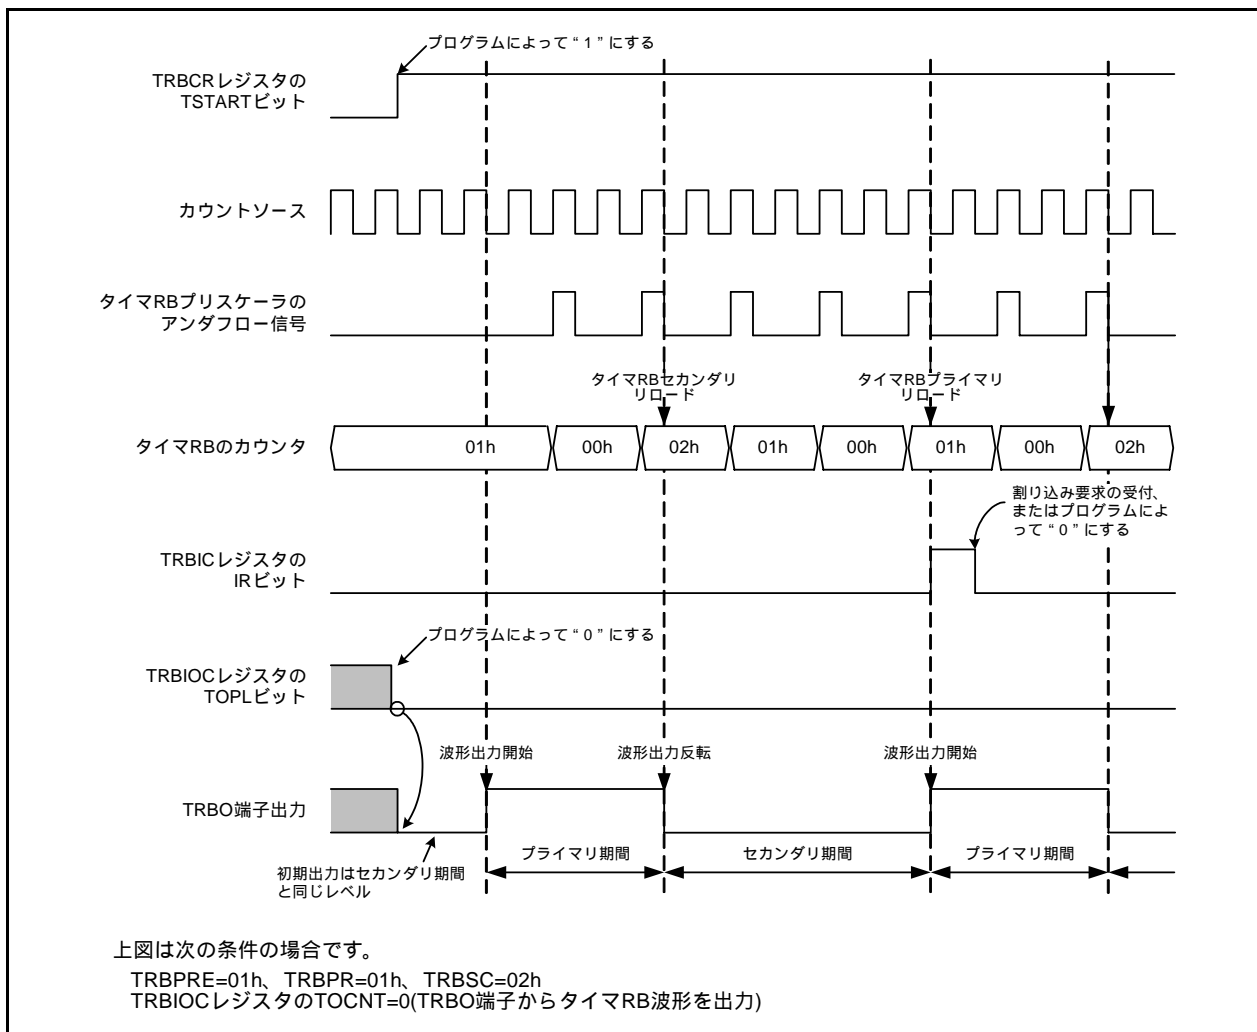 プログラムによって“1”にする
TRBCRレジスタの
TSTARTビット
カウントソース
タイマRBプリスケーラの
アンダフロー信号
タイマRBセカンダリ
リロード
タイマRBプライマリ
リロード
タイマRBのカウンタ
01h
00h
02h
01h
00h
01h
00h
02h
割り込み要求の受付、
またはプログラムによ
って“0”にする
TRBICレジスタの
IRビット
プログラムによって“0”にする
TRBIOCレジスタの
TOPLビット
波形出力開始
波形出力反転
波形出力開始
TRBO端子出力
プライマリ期間
セカンダリ期間
プライマリ期間
初期出力はセカンダリ期間
と同じレベル
上図は次の条件の場合です。
TRBPRE=01h、TRBPR=01h、TRBSC=02h
TRBIOCレジスタのTOCNT=0(TRBO端子からタイマRB波形を出力)